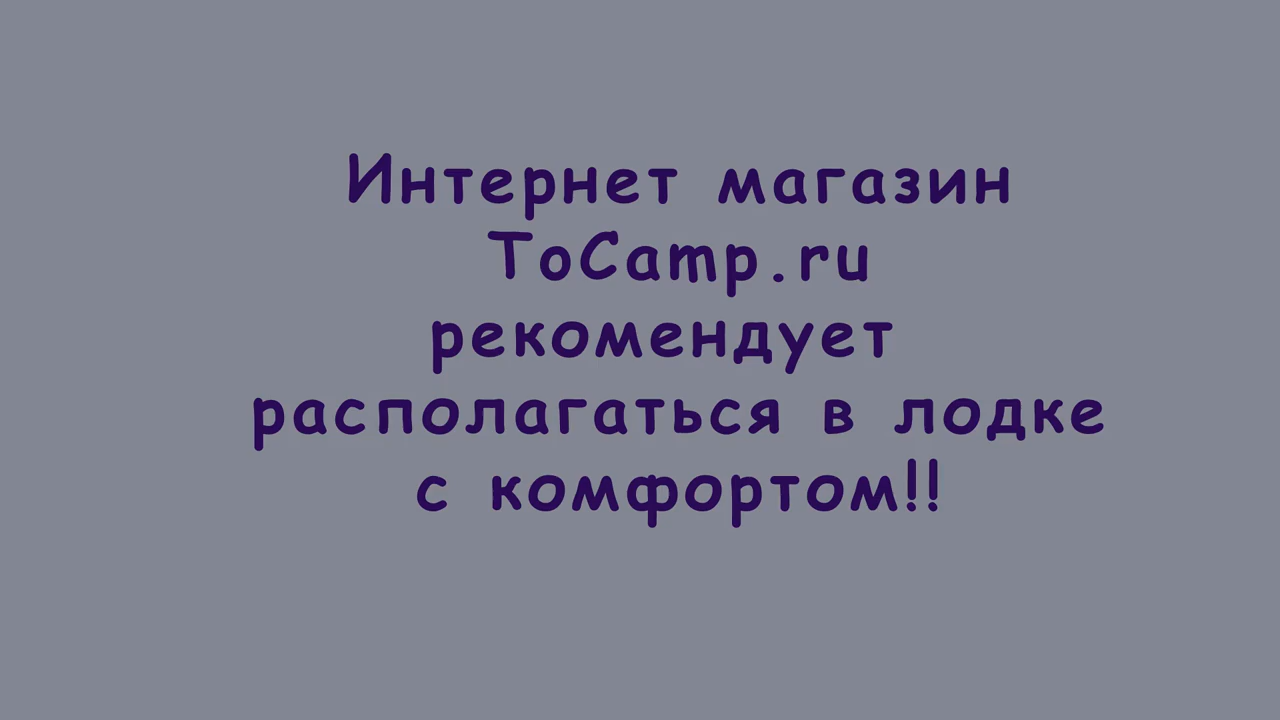 Интернет магазин
ToCamp.ru
рекомендует
располагаться в лодке
с комфортом!!